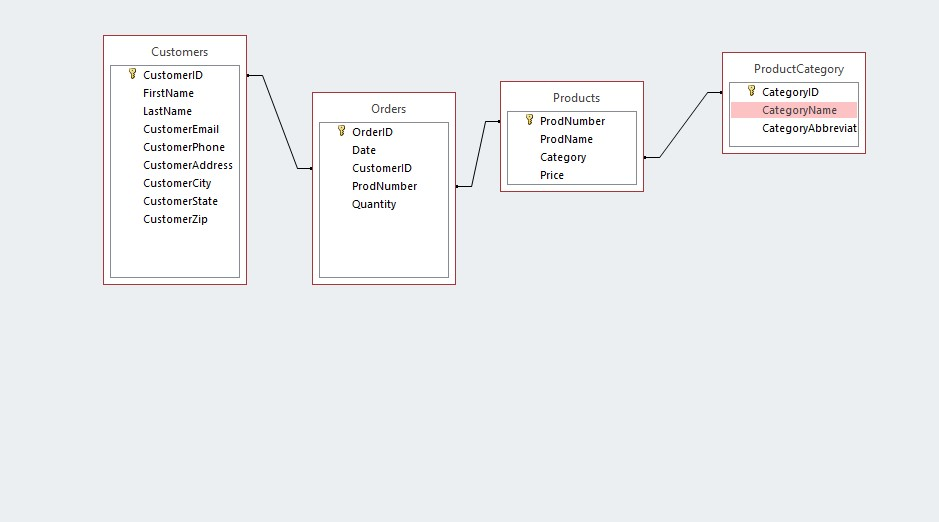 Customers
CustomerID
FirstName
LastName
CustomerEmail
CustomerPhone
CustomerAddress
CustomerCity
CustomerState
CustomerZip
Orders
OrderID
Date
CustomerID
ProdNumber
Quantity
Products
ProdNumber
ProdName
Category
Price
ProductCategory
CategoryID
CategoryName
CategoryAbbreviat